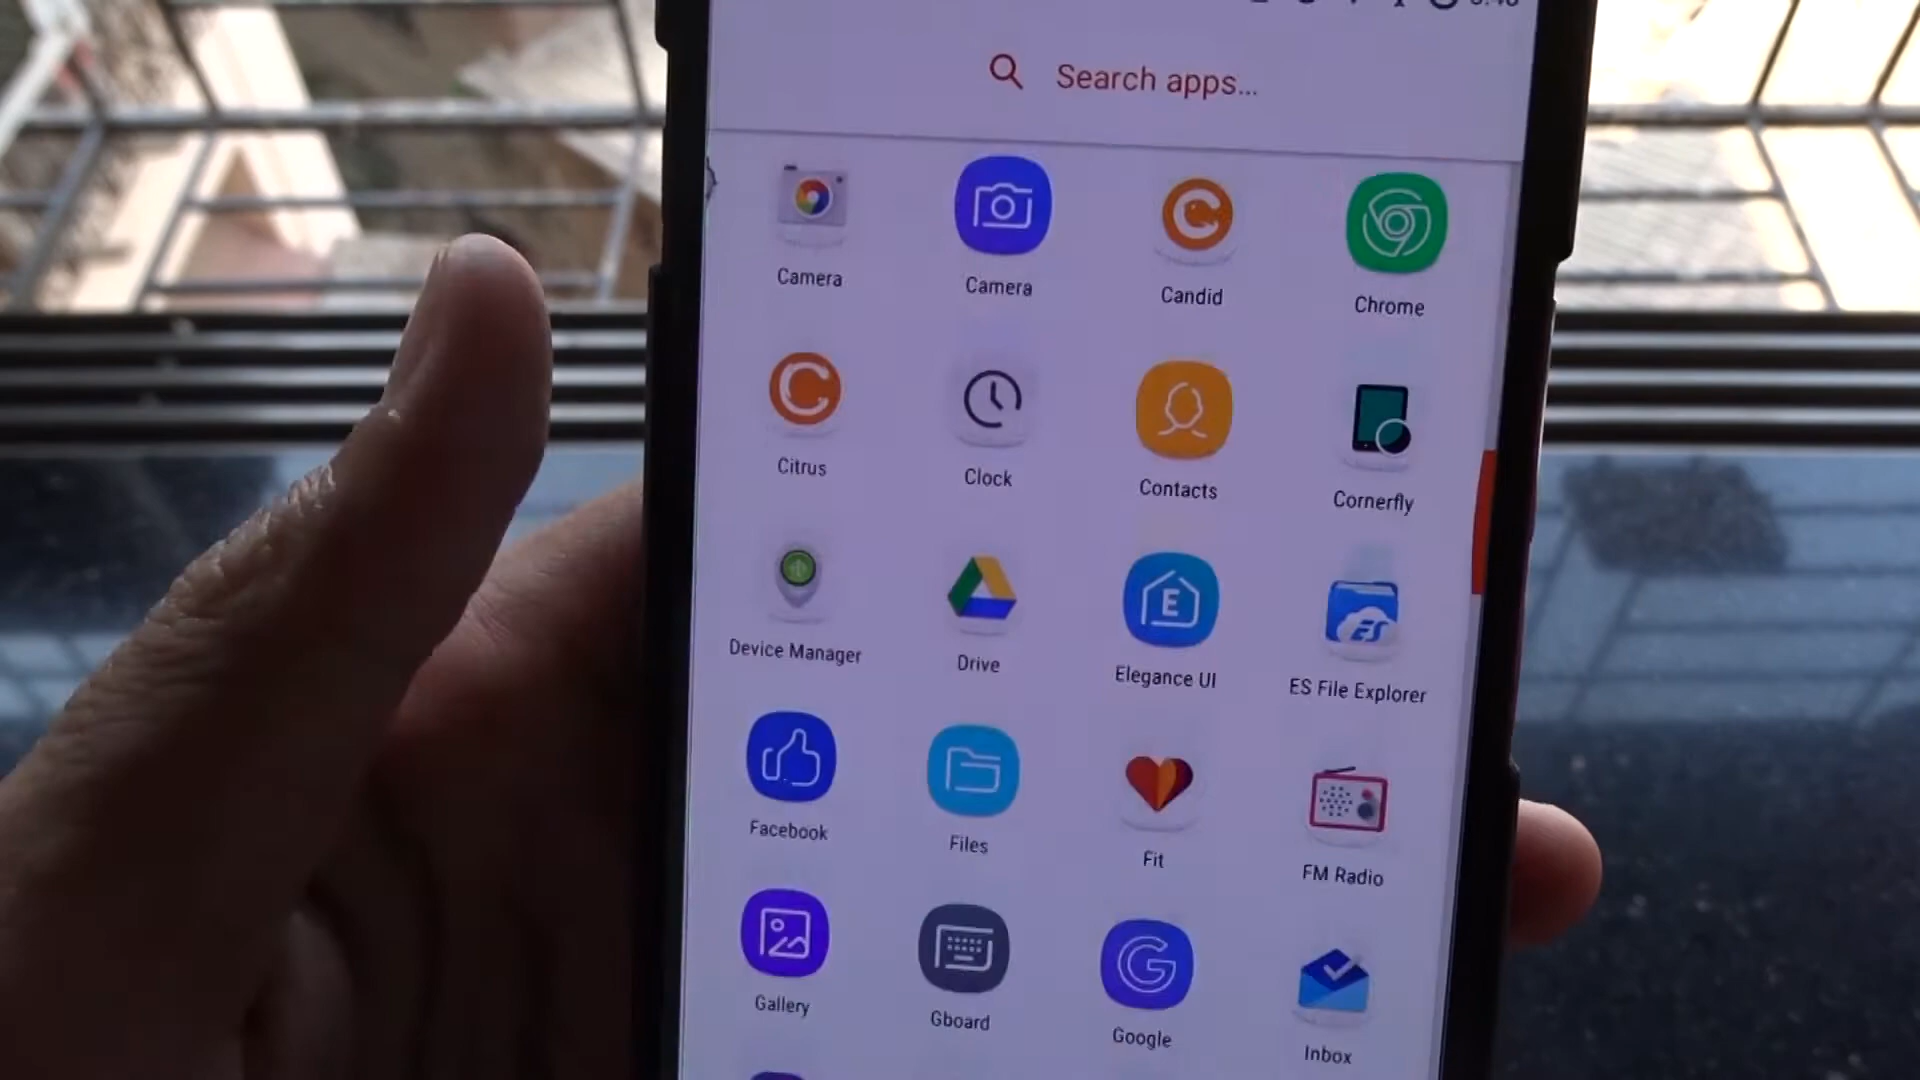 Search apps...
Camera Camera Candid Chrome
Citrus Clock Contacts Cornerfly
Device Manager Drive Elegance UI ES File Explorer
Facebook Files Fit FM Radio
Gallery Gboard Google Inbox